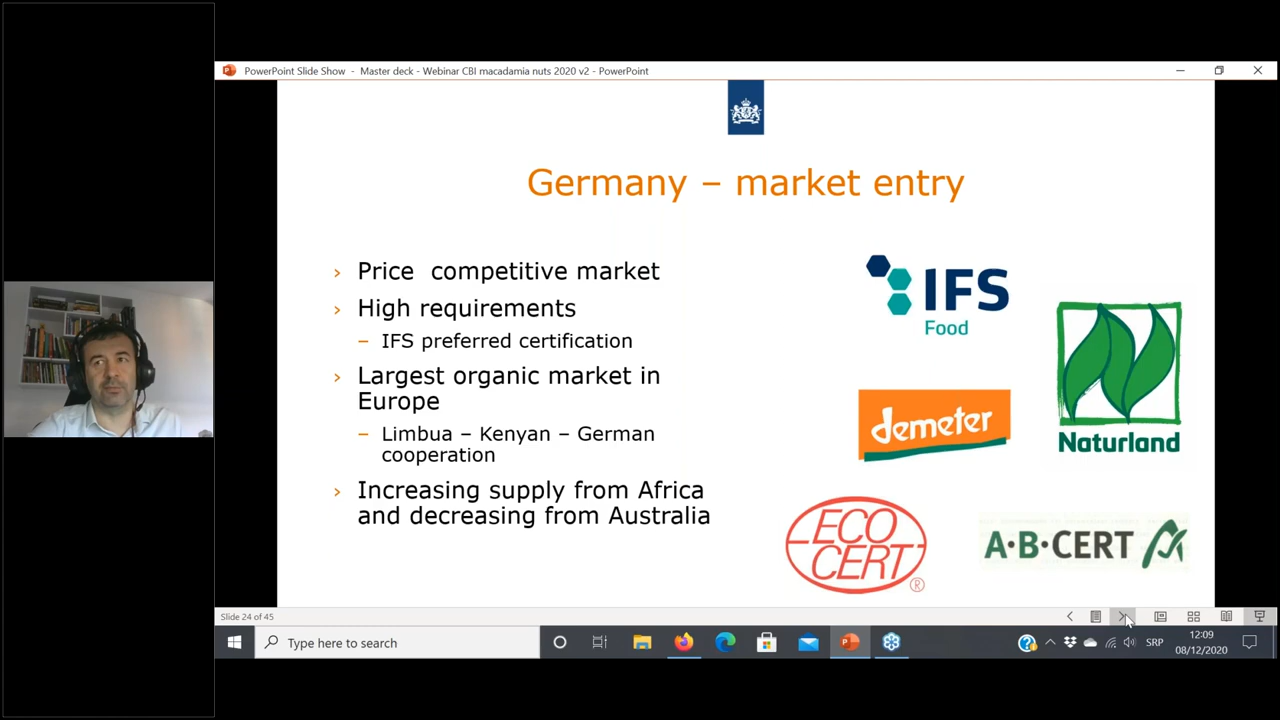 PowerPoint Slide Show - Master deck - Webinar CBI macadamia nuts 2020 v2 - PowerPoint
Germany – market entry
› Price competitive market
› High requirements
– IFS preferred certification
› Largest organic market in
Europe
– Limbua – Kenyan – German
cooperation
› Increasing supply from Africa
and decreasing from Australia
IFS
Food
demeter
Naturland
ECO
CERT
®
A·B·CERT
Slide 24 of 45
Type here to search
SRP
12:09
08/12/2020